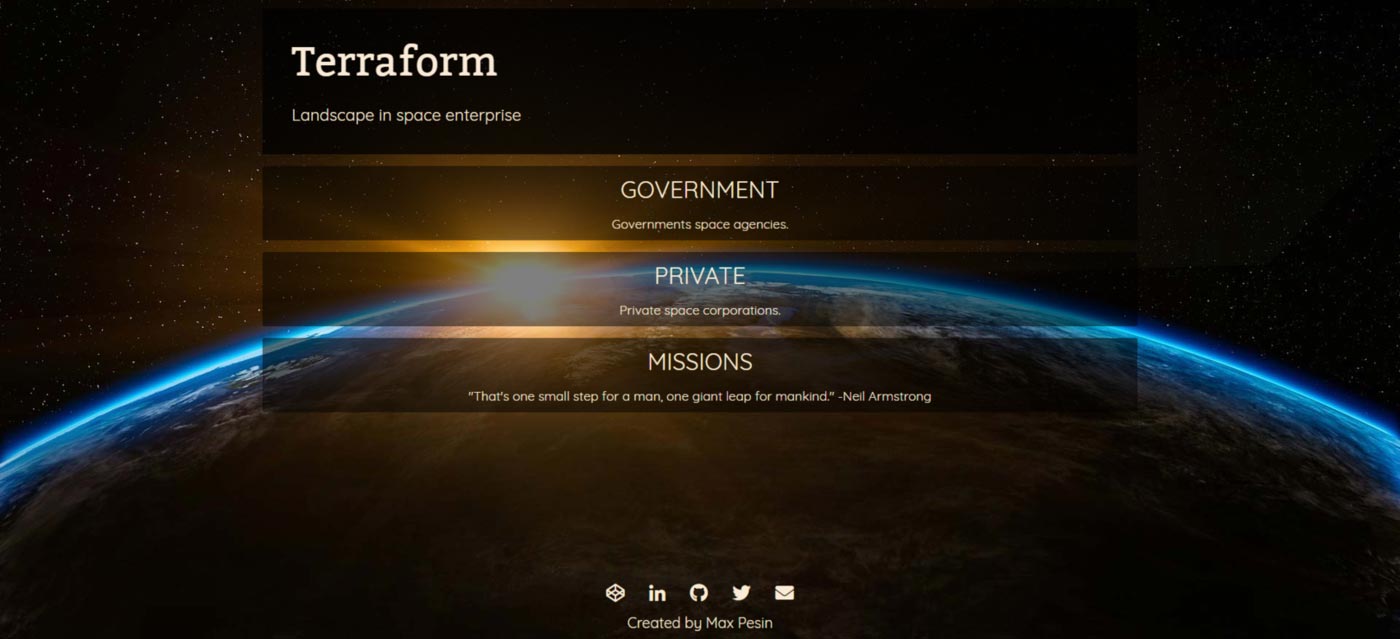 Terraform
Landscape in space enterprise
GOVERNMENT
Governments space agencies.
PRIVATE
Private space corporations.
MISSIONS
"That's one small step for a man, one giant leap for mankind." -Neil Armstrong
Created by Max Pesin